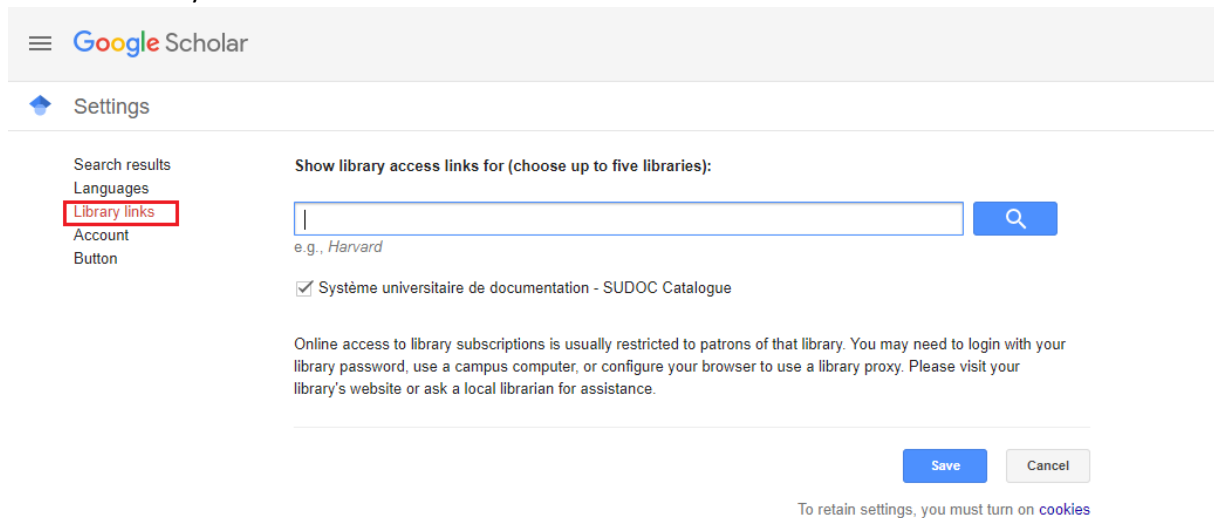 Google Scholar
Settings
Search results
Languages
Library links
Account
Button
Show library access links for (choose up to five libraries):
e.g., Harvard
Système universitaire de documentation - SUDOC Catalogue
Online access to library subscriptions is usually restricted to patrons of that library. You may need to login with your
library password, use a campus computer, or configure your browser to use a library proxy. Please visit your
library's website or ask a local librarian for assistance.
Save
Cancel
To retain settings, you must turn on cookies